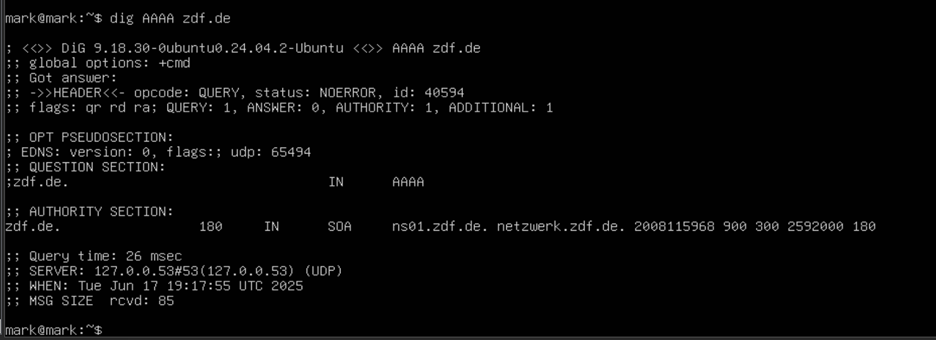 mark@mark:~$ dig AAAA zdf.de
; <<>> DiG 9.18.30-0ubuntu0.24.04.2-Ubuntu <<>> AAAA zdf.de
;; global options: +cmd
;; Got answer:
;; ->>HEADER<<- opcode: QUERY, status: NOERROR, id: 40594
;; flags: qr rd ra; QUERY: 1, ANSWER: 0, AUTHORITY: 1, ADDITIONAL: 1
;; OPT PSEUDOSECTION:
; EDNS: version: 0, flags:; udp: 65494
;; QUESTION SECTION:
;zdf.de. IN AAAA
;; AUTHORITY SECTION:
zdf.de. 180 IN SOA ns01.zdf.de. netzwerk.zdf.de. 2008115968 900 300 2592000 180
;; Query time: 26 msec
;; SERVER: 127.0.0.53#53(127.0.0.53) (UDP)
;; WHEN: Tue Jun 17 19:17:55 UTC 2025
;; MSG SIZE rcvd: 85
mark@mark:~$